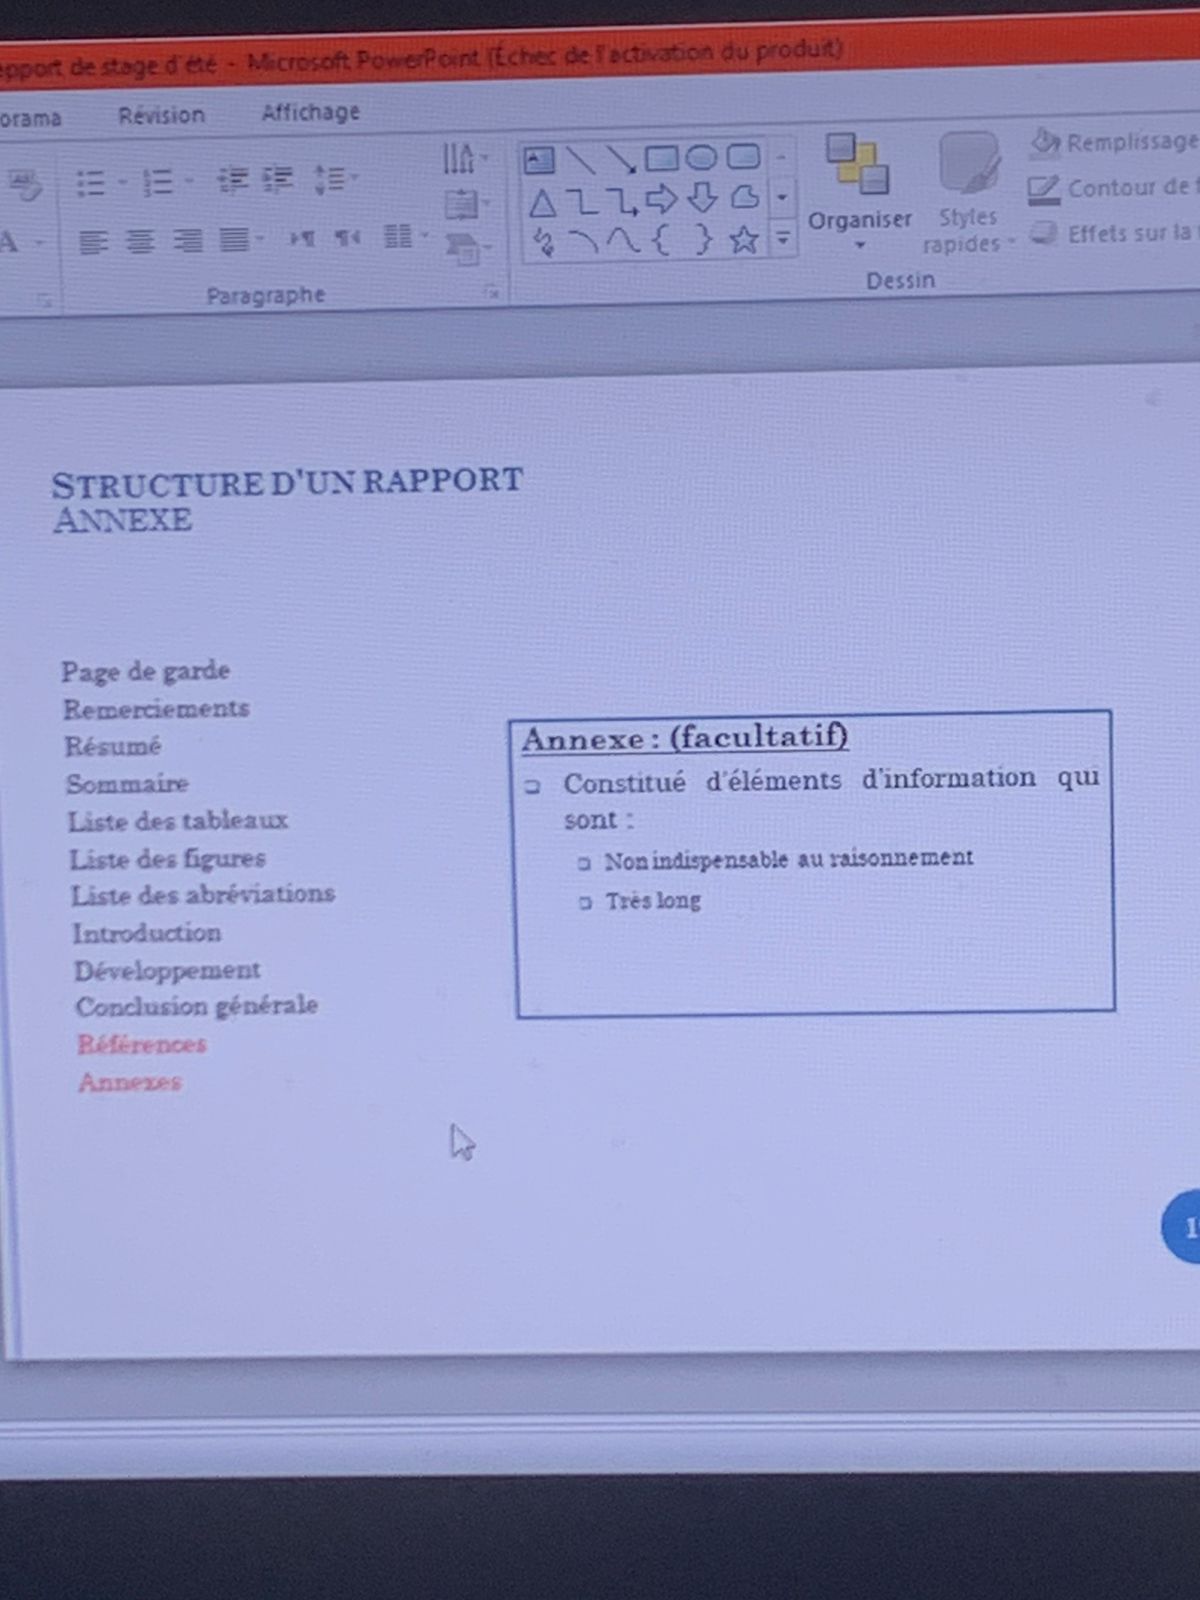 pport de stage d'été - Microsoft PowerPoint (Échec de l'activation du produit)
orama Révision Affichage
Remplissage
Contour de f
Effets sur la
Organiser
Styles
rapides
A
Paragraphe
Dessin
STRUCTURE D'UN RAPPORT
ANNEXE
Page de garde
Remerciements
Résumé
Sommaire
Liste des tableaux
Liste des figures
Liste des abréviations
Introduction
Développement
Conclusion générale
Références
Annexes
Annexe : (facultatif)
Constitué d'éléments d'information qui
sont :
Non indispensable au raisonnement
Très long
1